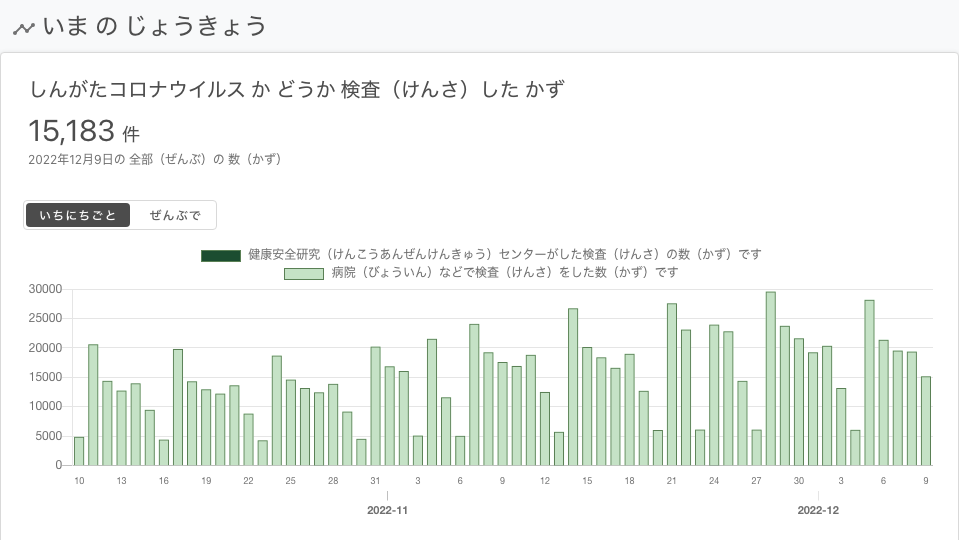 いま の じょうきょう
しんがたコロナウイルス か どうか 検査（けんさ）した かず
15,183 件
2022年12月9日の 全部（ぜんぶ）の 数（かず）
いちにちごと ぜんぶで
健康安全研究（けんこうあんぜんけんきゅう）センターがした検査（けんさ）の数（かず）です
病院（びょういん）などで検査（けんさ）をした数（かず）です
30000
25000
20000
15000
10000
5000
0
10 13 16 19 22 25 28 31 3 6 9 12 15 18 21 24 27 30 3 6 9
2022-11 2022-12